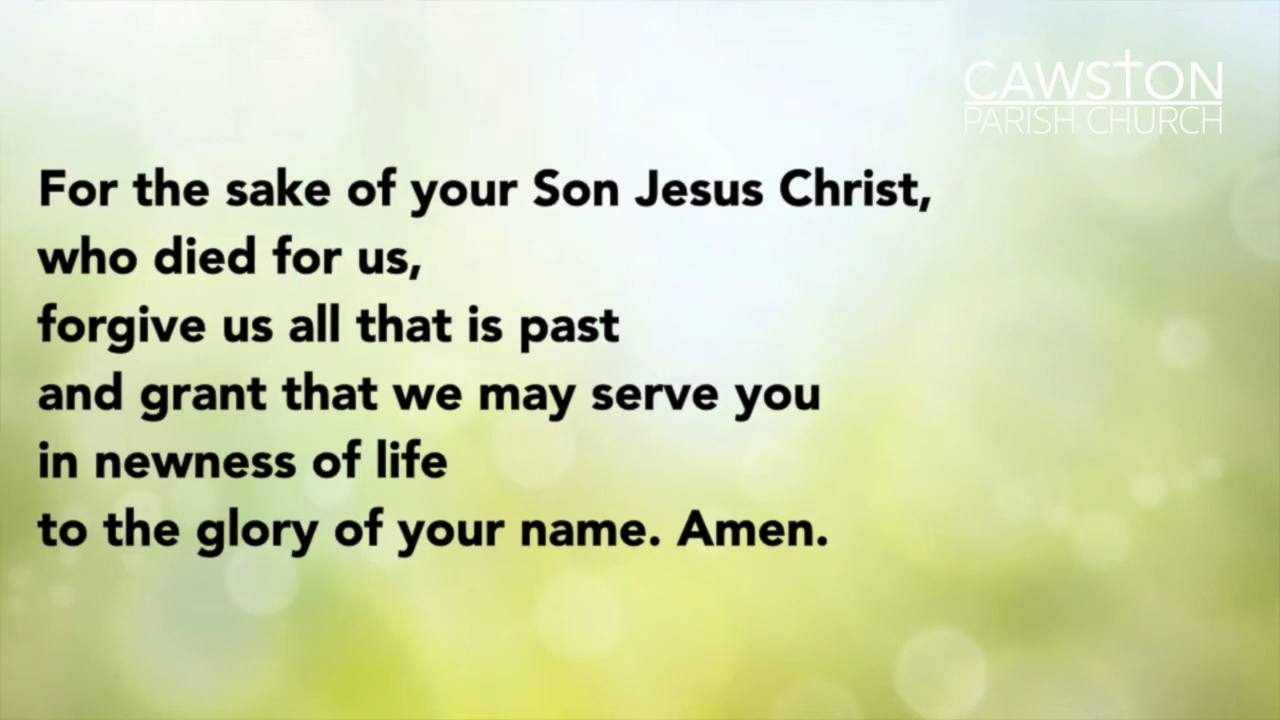 CAWSTON
PARISH CHURCH
For the sake of your Son Jesus Christ,
who died for us,
forgive us all that is past
and grant that we may serve you
in newness of life
to the glory of your name. Amen.